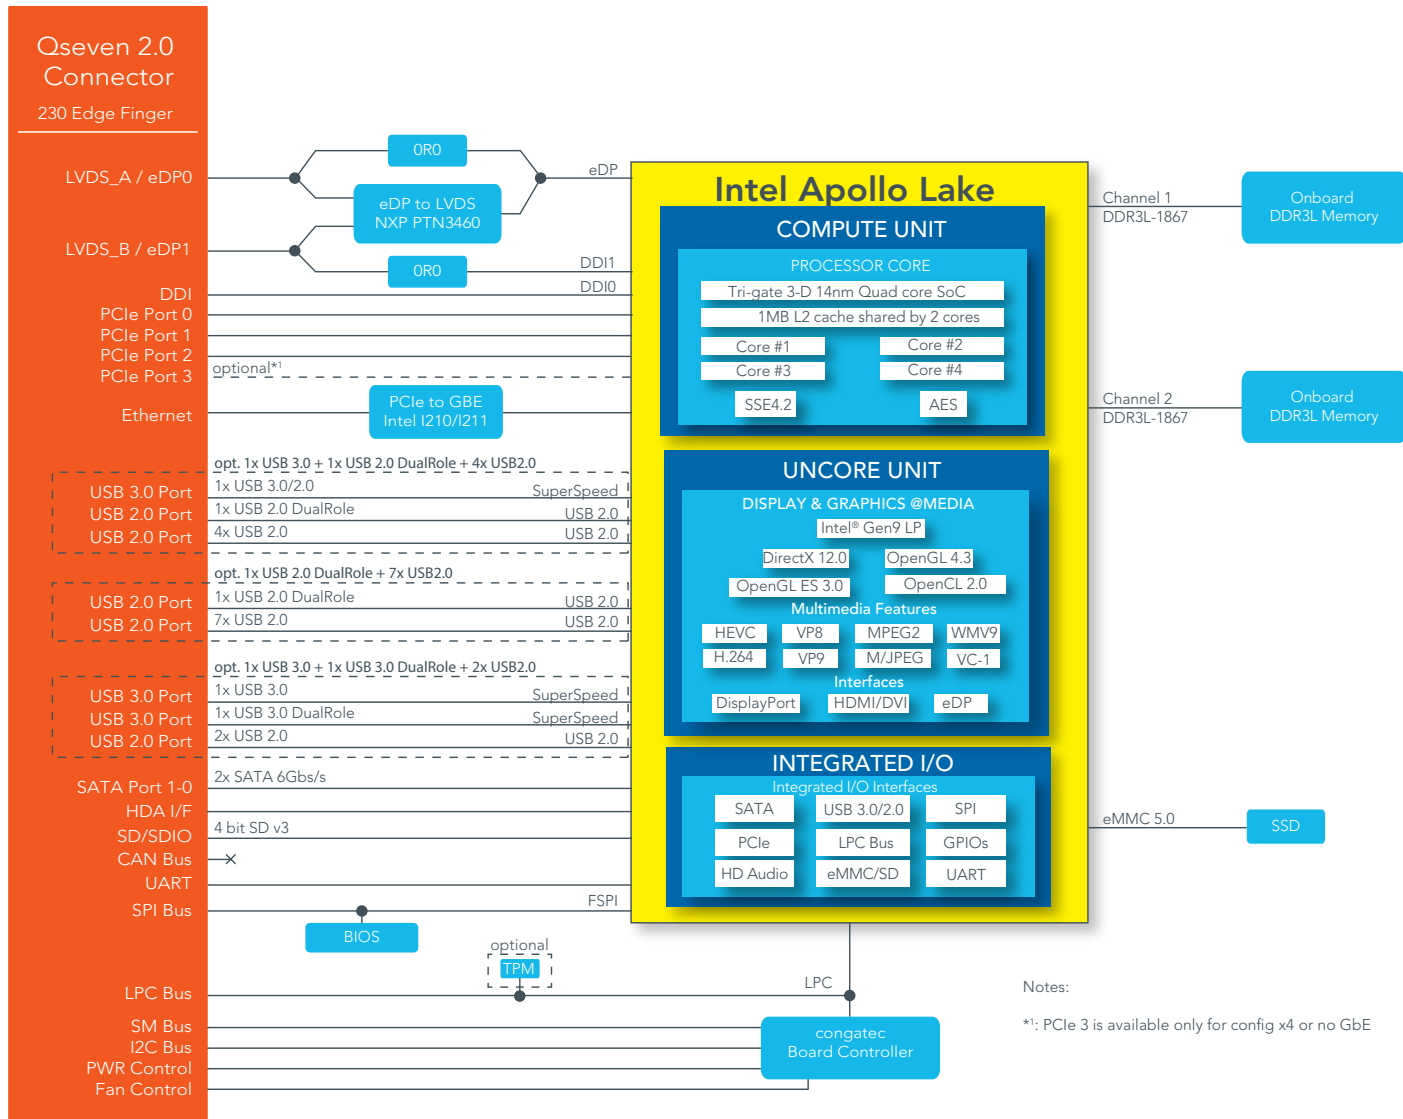 Qseven 2.0
Connector
230 Edge Finger
LVDS_A / eDP0
0R0
eDP to LVDS
NXP PTN3460
eDP
LVDS_B / eDP1
0R0
DDI1
DDI
DDI0
PCIe Port 0
PCIe Port 1
PCIe Port 2
PCIe Port 3
optional*1
Ethernet
PCIe to GBE
Intel I210/I211
opt. 1x USB 3.0 + 1x USB 2.0 DualRole + 4x USB2.0
USB 3.0 Port
1x USB 3.0/2.0
SuperSpeed
USB 2.0 Port
1x USB 2.0 DualRole
USB 2.0
USB 2.0 Port
4x USB 2.0
USB 2.0
opt. 1x USB 2.0 DualRole + 7x USB2.0
USB 2.0 Port
1x USB 2.0 DualRole
USB 2.0
USB 2.0 Port
7x USB 2.0
USB 2.0
opt. 1x USB 3.0 + 1x USB 3.0 DualRole + 2x USB2.0
USB 3.0 Port
1x USB 3.0
SuperSpeed
USB 3.0 Port
1x USB 3.0 DualRole
SuperSpeed
USB 2.0 Port
2x USB 2.0
USB 2.0
SATA Port 1-0
2x SATA 6Gbs/s
HDA I/F
SD/SDIO
4 bit SD v3
CAN Bus
UART
SPI Bus
FSPI
BIOS
optional
TPM
LPC Bus
LPC
SM Bus
I2C Bus
PWR Control
Fan Control
congatec
Board Controller
Intel Apollo Lake
COMPUTE UNIT
PROCESSOR CORE
Tri-gate 3-D 14nm Quad core SoC
1MB L2 cache shared by 2 cores
Core #1
Core #2
Core #3
Core #4
SSE4.2
AES
UNCORE UNIT
DISPLAY & GRAPHICS @MEDIA
Intel® Gen9 LP
DirectX 12.0
OpenGL 4.3
OpenGL ES 3.0
OpenCL 2.0
Multimedia Features
HEVC
VP8
MPEG2
WMV9
H.264
VP9
M/JPEG
VC-1
Interfaces
DisplayPort
HDMI/DVI
eDP
INTEGRATED I/O
Integrated I/O Interfaces
SATA
USB 3.0/2.0
SPI
PCIe
LPC Bus
GPIOs
HD Audio
eMMC/SD
UART
Channel 1
DDR3L-1867
Onboard
DDR3L Memory
Channel 2
DDR3L-1867
Onboard
DDR3L Memory
eMMC 5.0
SSD
Notes:
*1: PCIe 3 is available only for config x4 or no GbE